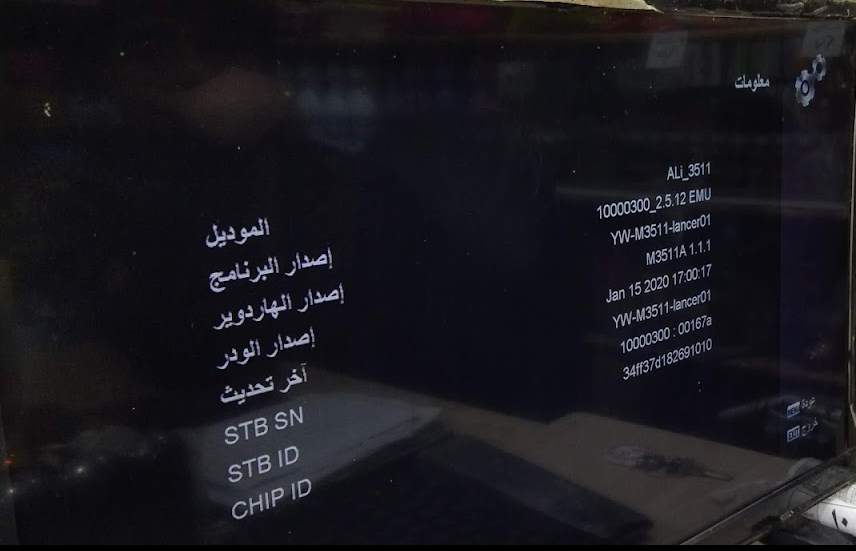 معلومات
الموديل ALi_3511
إصدار البرنامج 10000300_2.5.12 EMU
إصدار الهاردوير YW-M3511-lancer01
إصدار الودر M3511A 1.1.1
آخر تحديث Jan 15 2020 17:00:17
STB SN YW-M3511-lancer01
STB ID 10000300 : 00167a
CHIP ID 34ff37d182691010
:
MENU عودة
EXIT خروج